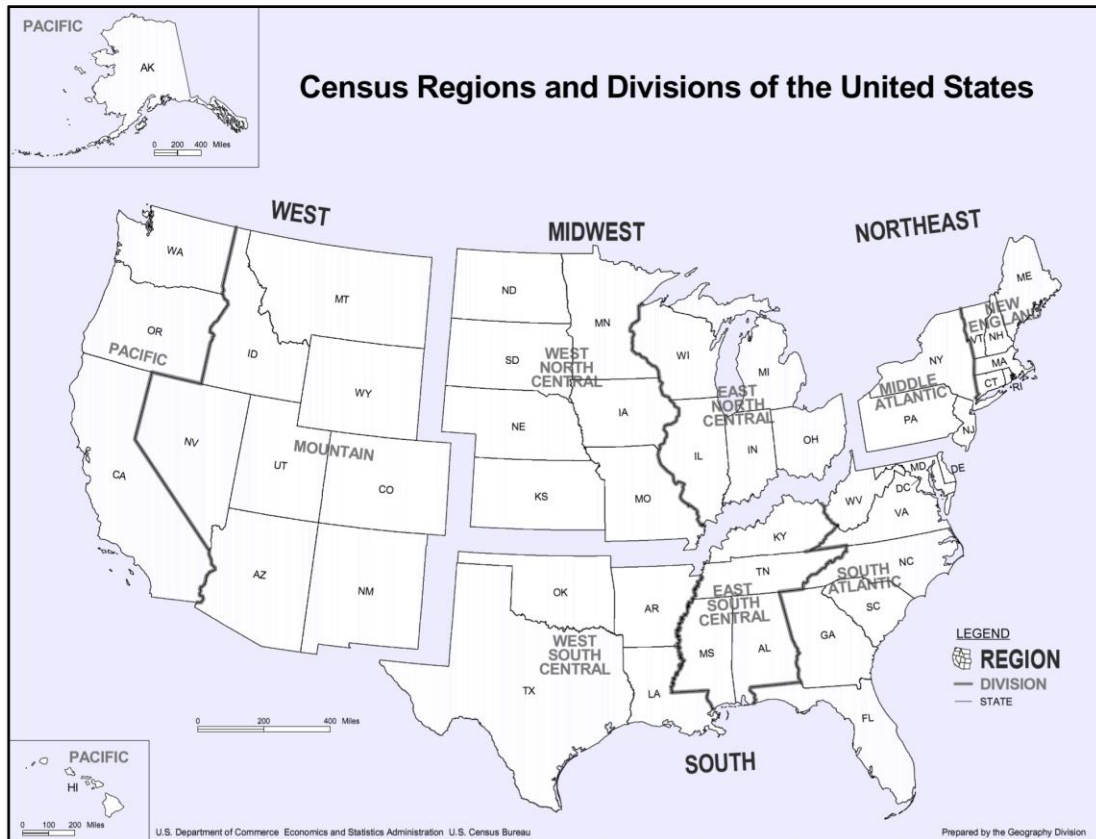 PACIFIC
AK
0 200 400 Miles
Census Regions and Divisions of the United States
WEST
MIDWEST
NORTHEAST
WA
MT
ND
MN
ME
OR
ID
SD
WI
MI
NY
VT
NH
NEW
ENGLAND
PACIFIC
WY
WEST
NORTH
CENTRAL
MA
CT
RI
MIDDLE
ATLANTIC
NE
IA
EAST
NORTH
CENTRAL
PA
NJ
NV
UT
MOUNTAIN
CO
IL
IN
OH
CA
KS
MO
WV
MD
DE
DC
VA
KY
AZ
NM
OK
AR
TN
NC
SOUTH
ATLANTIC
EAST
SOUTH
CENTRAL
SC
WEST
SOUTH
CENTRAL
MS
AL
GA
TX
LA
FL
LEGEND
REGION
DIVISION
STATE
0 200 400 Miles
SOUTH
PACIFIC
HI
0 100 200 Miles
U.S. Department of Commerce Economics and Statistics Administration U.S. Census Bureau
Prepared by the Geography Division